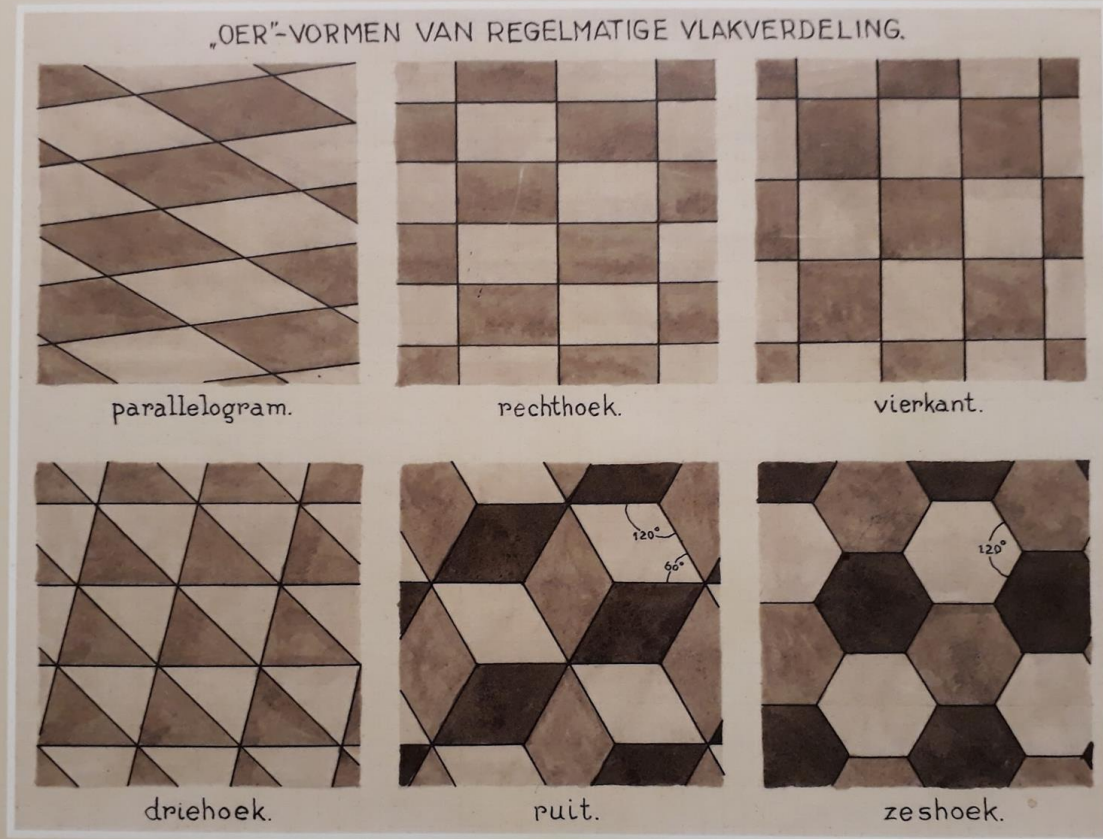 „OER”-VORMEN VAN REGELMATIGE VLAKVERDELING.
parallelogram.
rechthoek.
vierkant.
120°
60°
120°
driehoek.
ruit.
zeshoek.